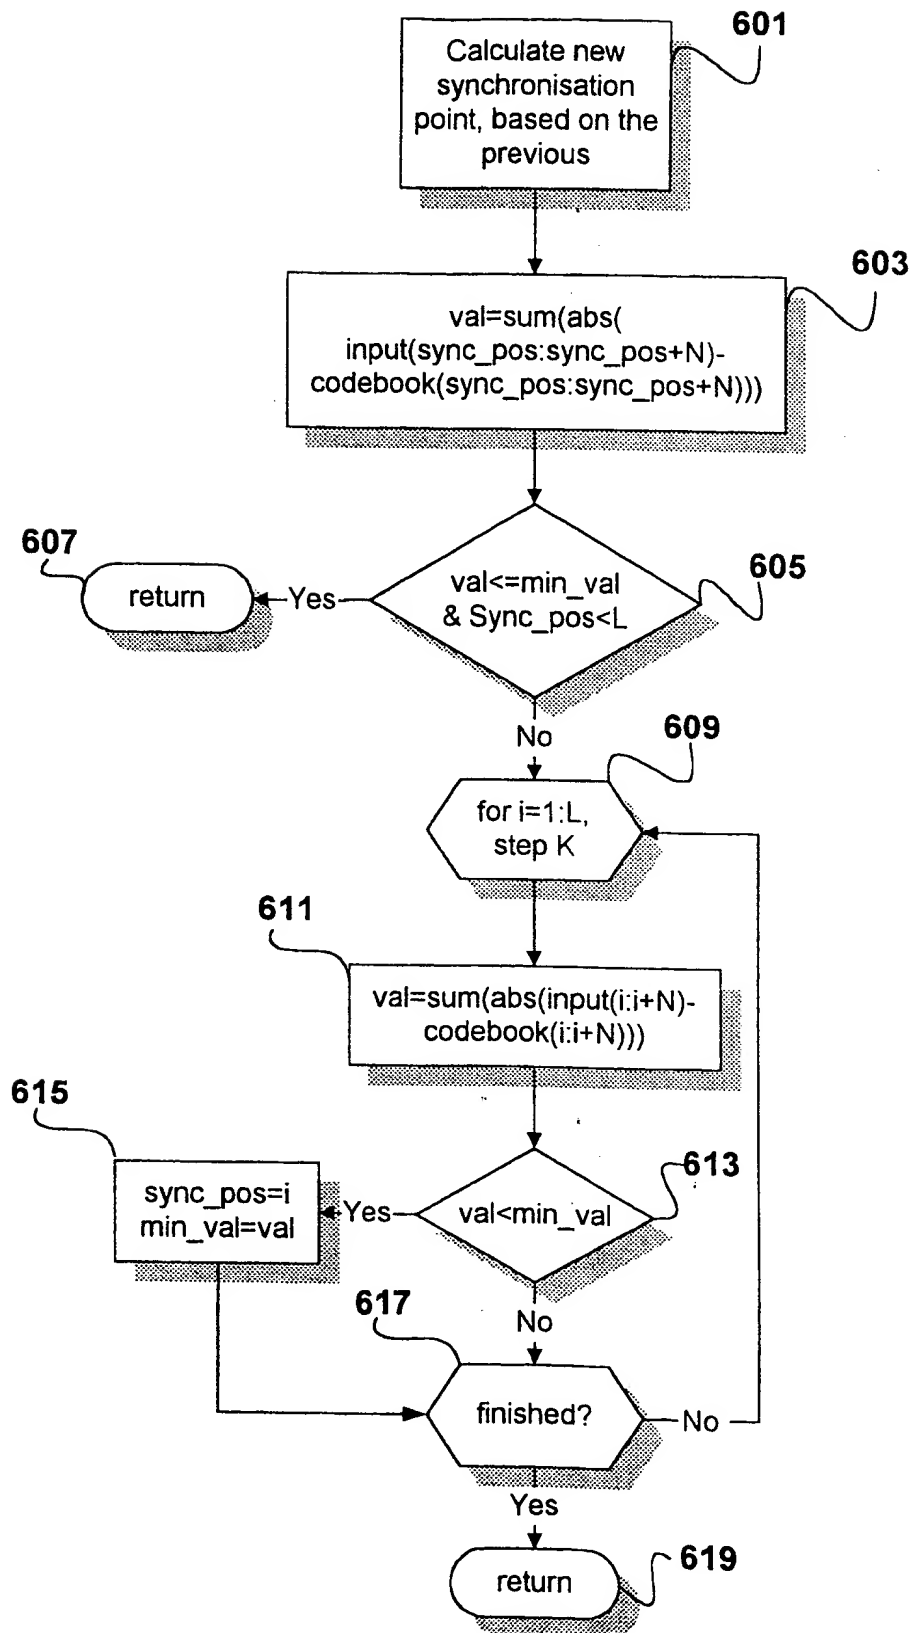 601
Calculate new
synchronisation
point, based on the
previous
603
val=sum(abs(
input(sync_pos:sync_pos+N)-
codebook(sync_pos:sync_pos+N)))
607
return
Yes
val<=min_val
& Sync_pos<L
605
No
609
for i=1:L,
step K
611
val=sum(abs(input(i:i+N)-
codebook(i:i+N)))
615
sync_pos=i
min_val=val
Yes
val<min_val
613
No
617
finished?
No
Yes
return
619